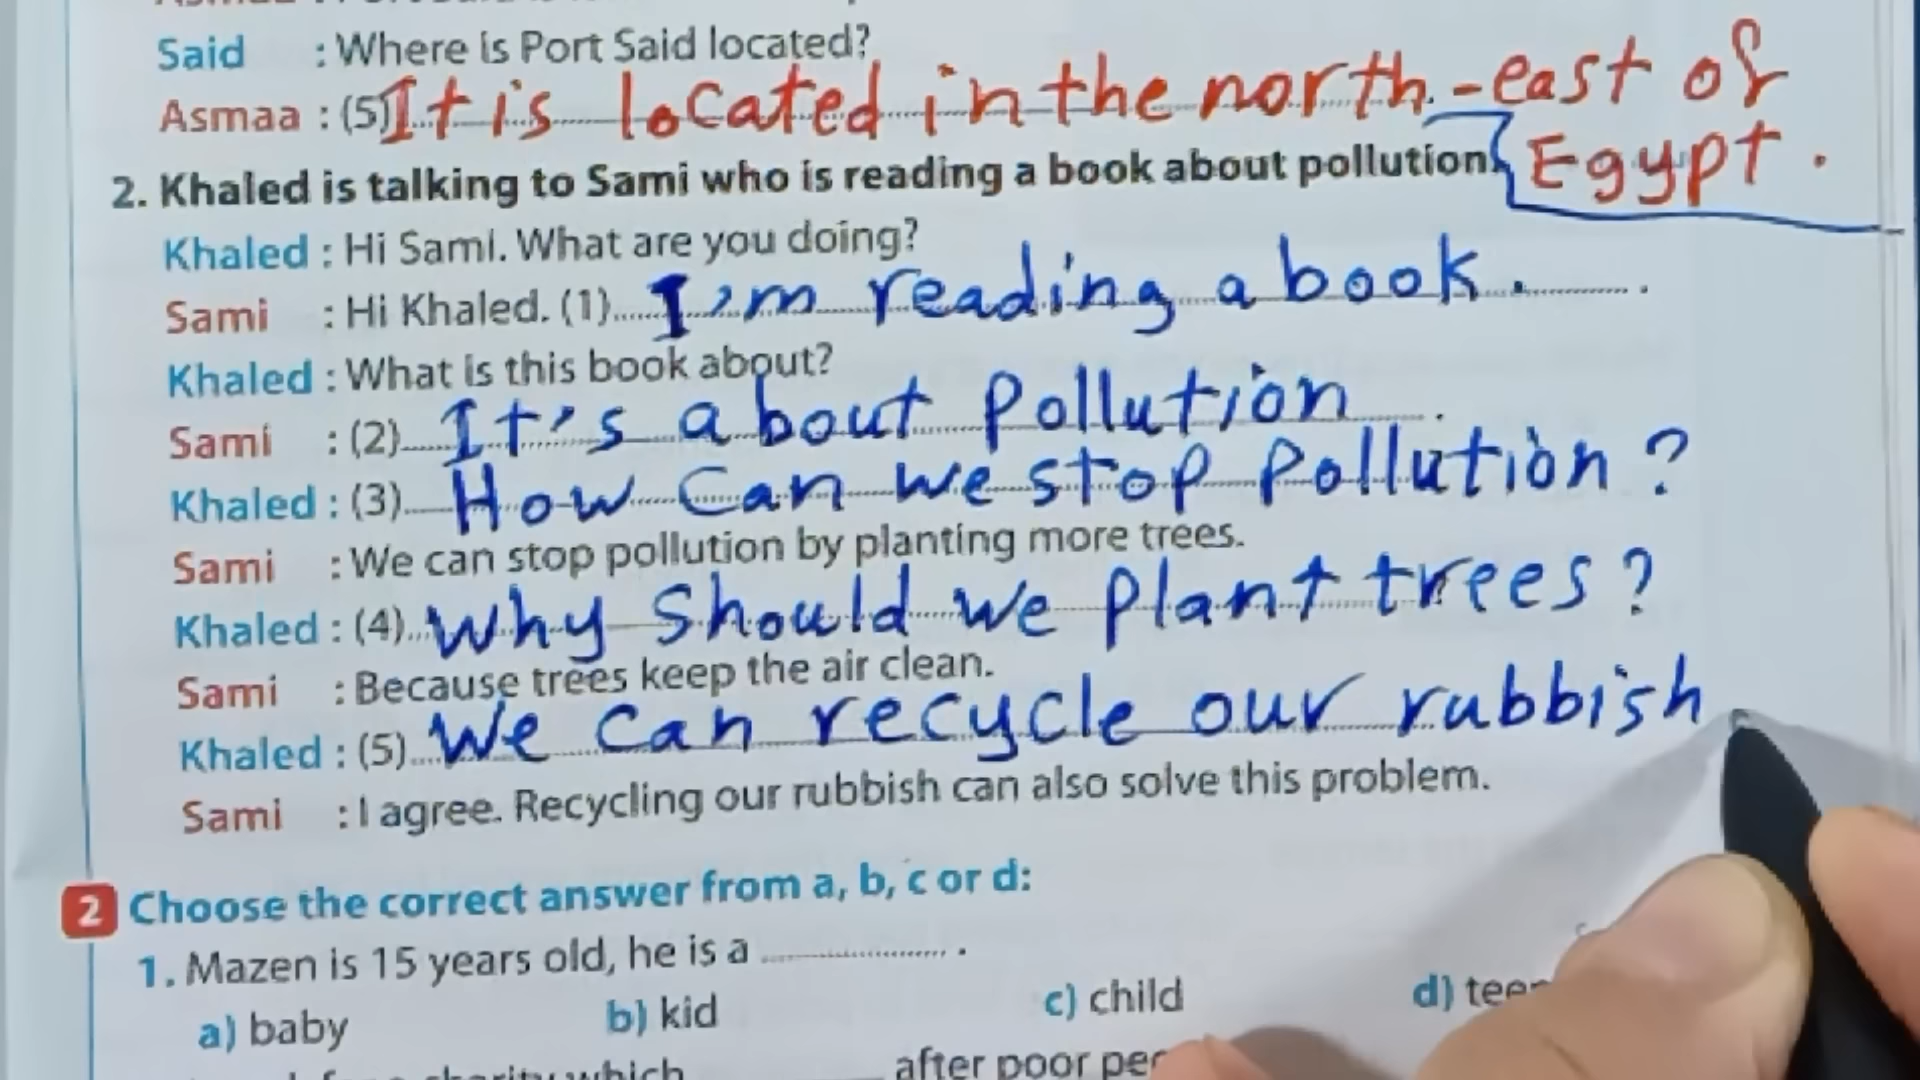 Said : Where is Port Said located?
Asmaa : (5) It is located in the north-east of
Egypt.
2. Khaled is talking to Sami who is reading a book about pollution
Khaled : Hi Sami. What are you doing?
Sami : Hi Khaled. (1) I'm reading a book.
Khaled : What is this book about?
Sami : (2) It's about pollution.
Khaled : (3) How can we stop pollution?
Sami : We can stop pollution by planting more trees.
Khaled : (4) Why should we plant trees?
Sami : Because trees keep the air clean.
Khaled : (5) We can recycle our rubbish
Sami : I agree. Recycling our rubbish can also solve this problem.
2 Choose the correct answer from a, b, c or d:
1. Mazen is 15 years old, he is a .................... .
a) baby b) kid c) child d)
charity which after poor